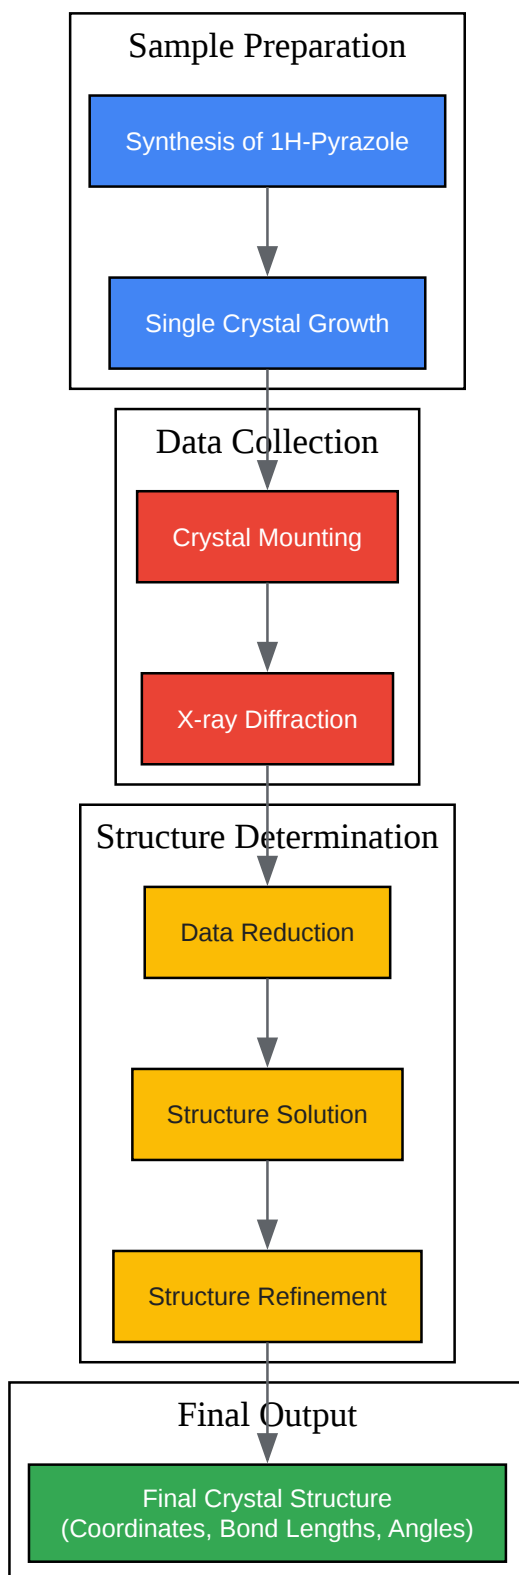 Sample Preparation
Synthesis of 1H-Pyrazole
Single Crystal Growth
Data Collection
Crystal Mounting
X-ray Diffraction
Structure Determination
Data Reduction
Structure Solution
Structure Refinement
Final Output
Final Crystal Structure
(Coordinates, Bond Lengths, Angles)